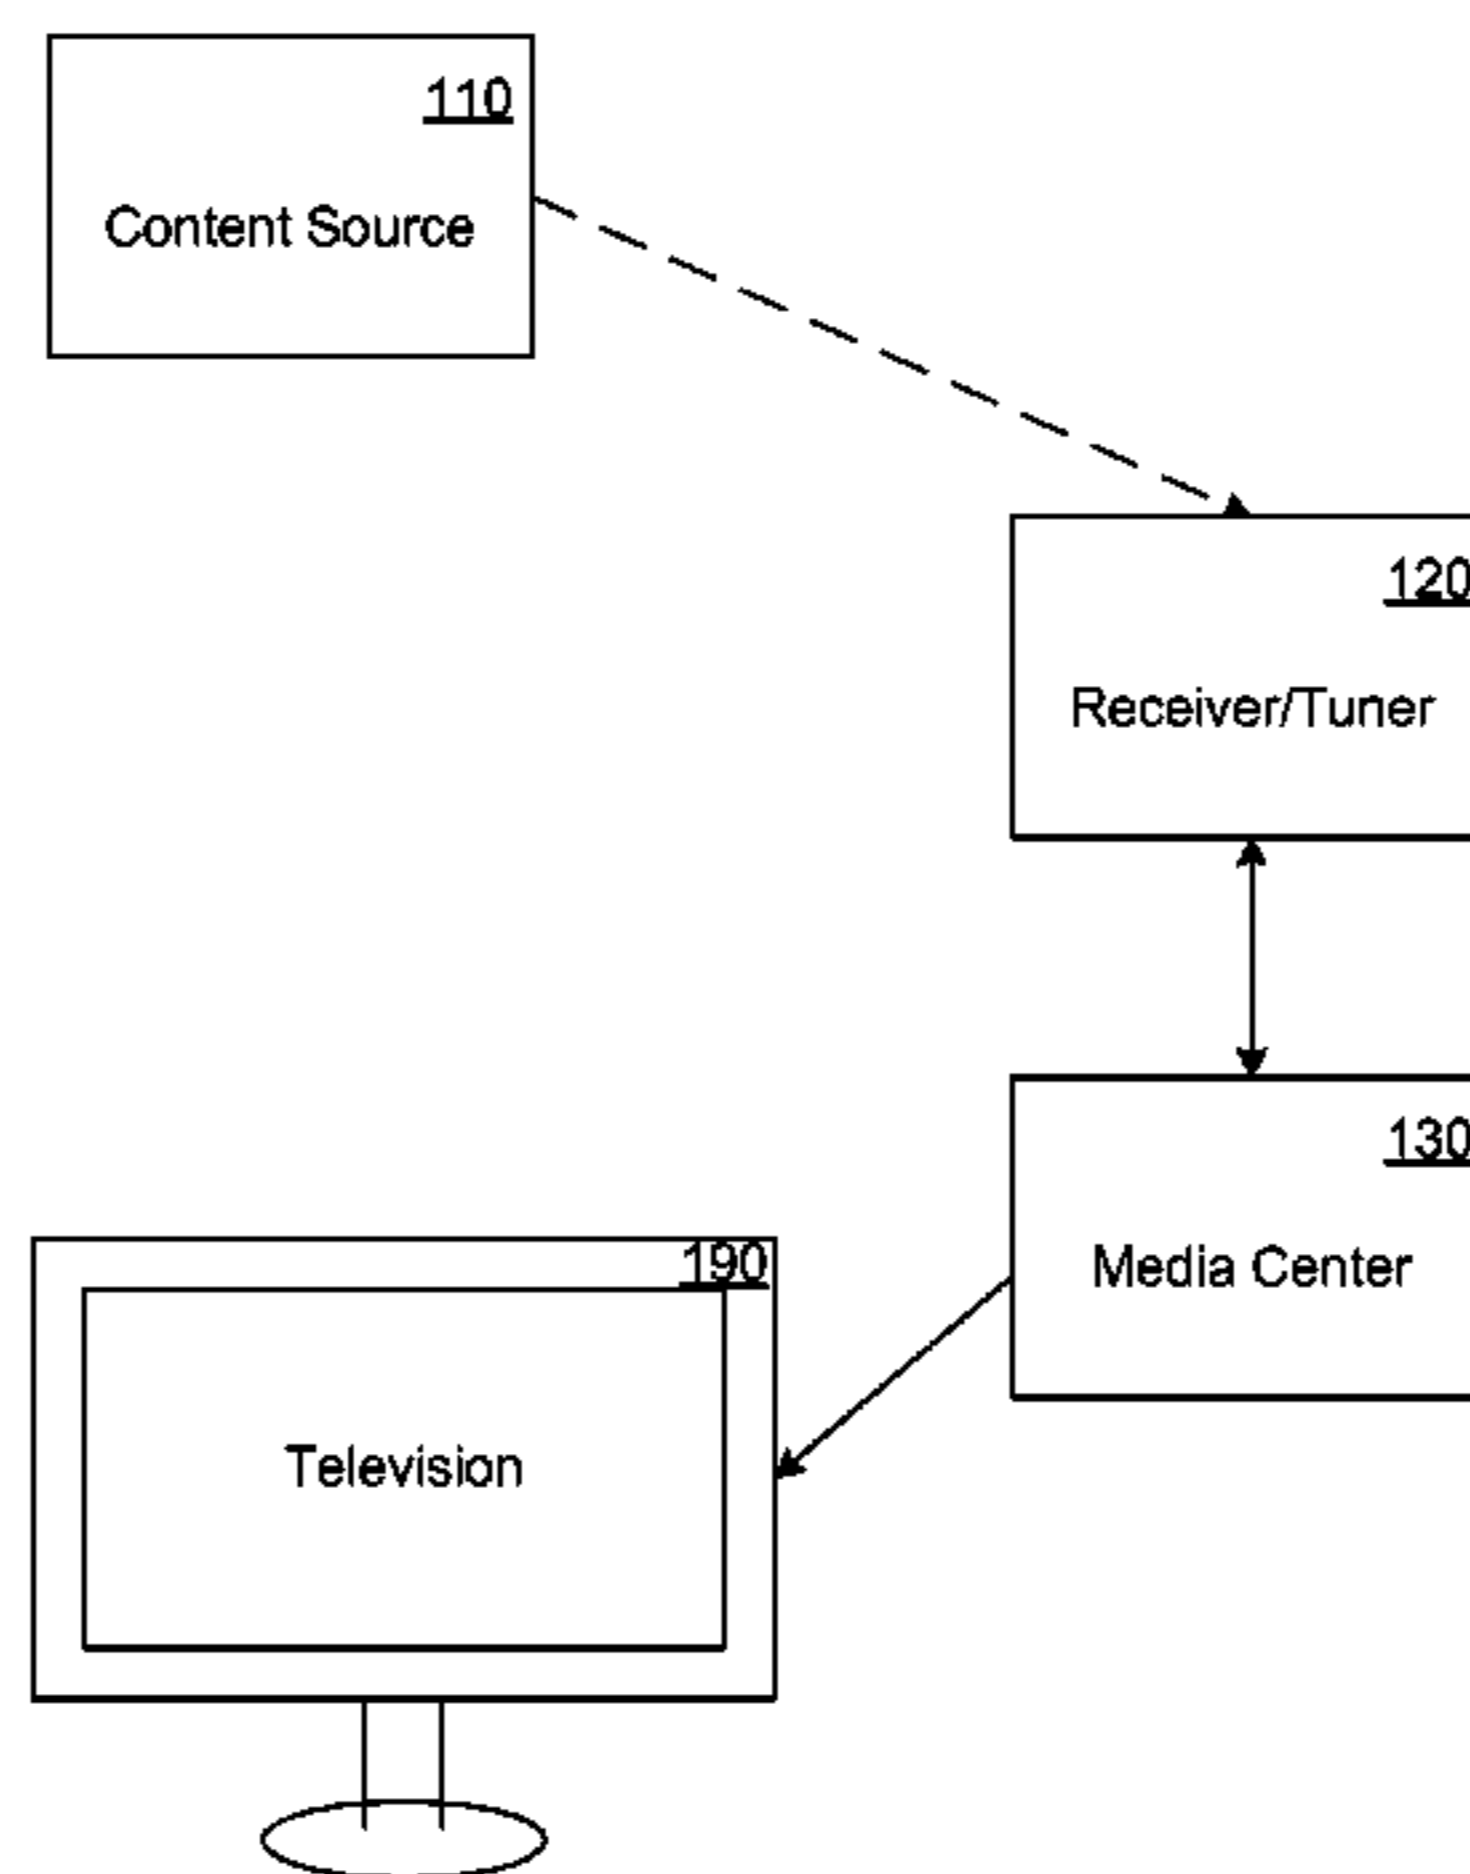 110
Content Source
120
Receiver/Tuner
130
Media Center
190
Television